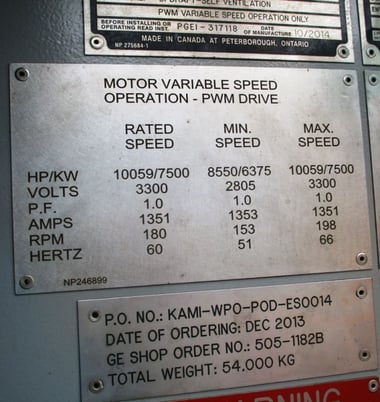 UPDRAFT-SELF VENTILATION
PWM VARIABLE SPEED OPERATION ONLY
BEFORE INSTALLING OR
OPERATING READ INST. PGEI-317118 DATE
OF MANUFACTURE 10/2014
NP 275684-1 MADE IN CANADA AT PETERBOROUGH, ONTARIO
MOTOR VARIABLE SPEED
OPERATION - PWM DRIVE
RATED MIN. MAX.
SPEED SPEED SPEED
HP/KW 10059/7500 8550/6375 10059/7500
VOLTS 3300 2805 3300
P.F. 1.0 1.0 1.0
AMPS 1351 1353 1351
RPM 180 153 198
HERTZ 60 51 66
NP246899
P.O. NO.: KAMI-WPO-POD-ES0014
DATE OF ORDERING: DEC 2013
GE SHOP ORDER NO.: 505-1182B
TOTAL WEIGHT: 54.000 KG
WARNING